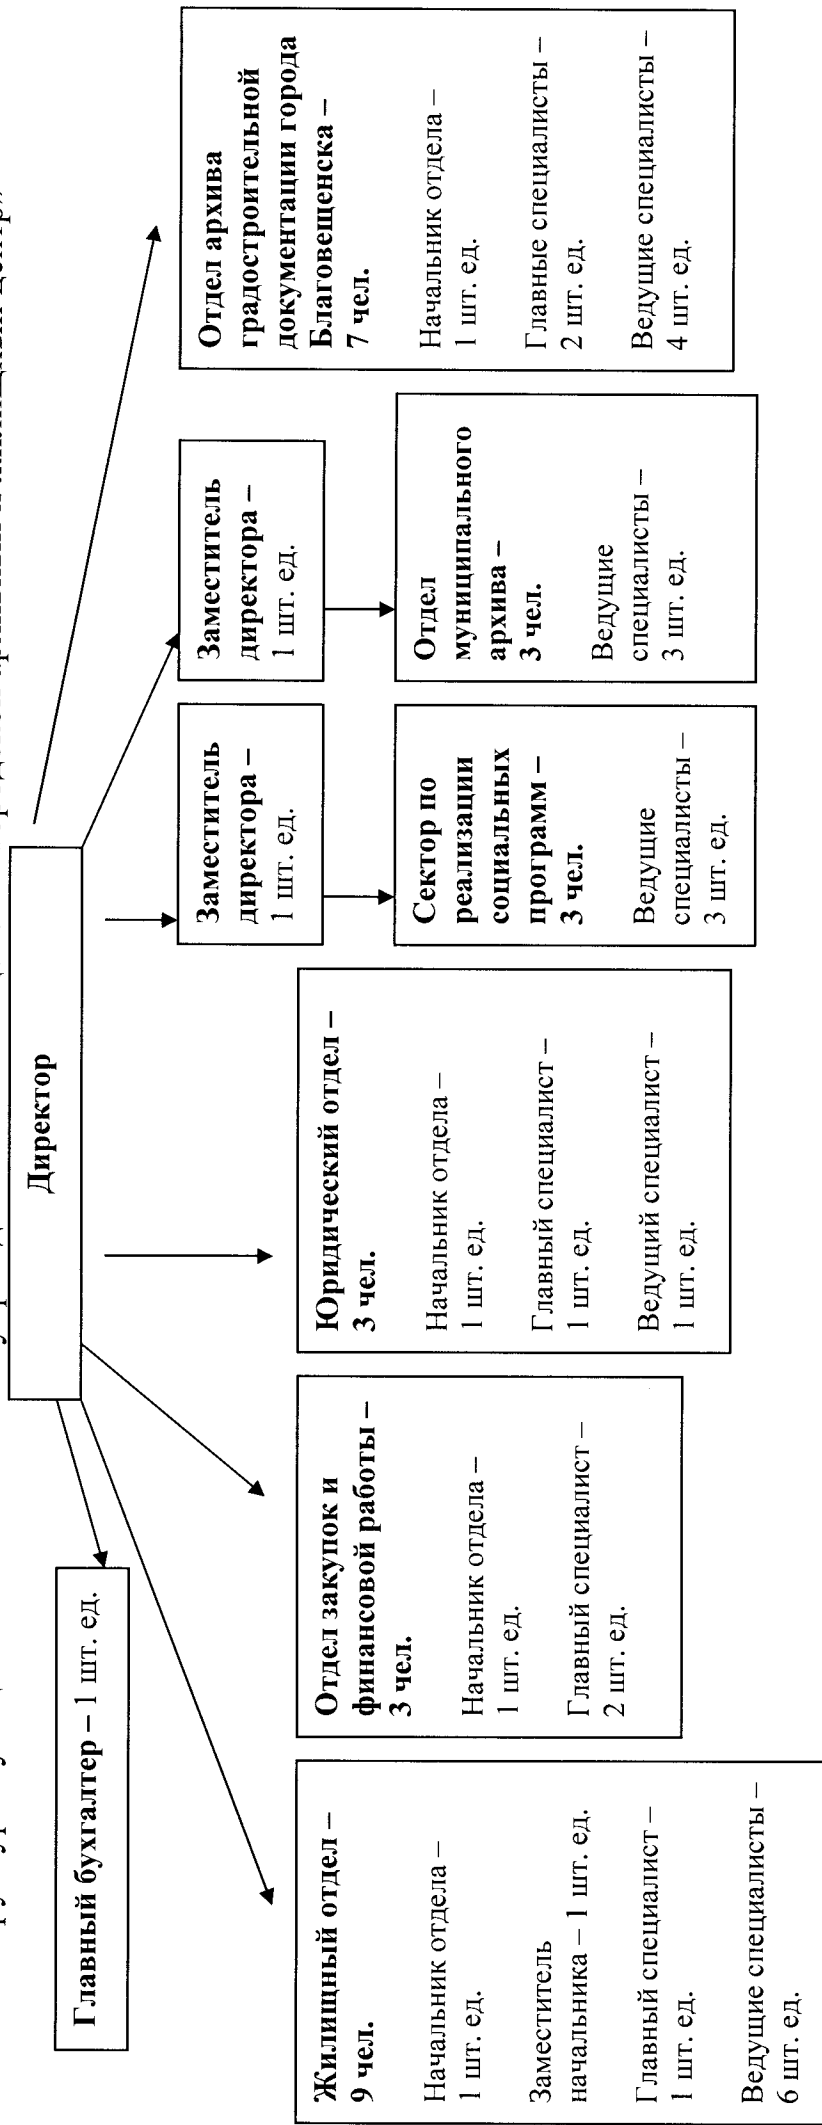 архивный и жилищный центр»
Директор
Главный бухгалтер – 1 шт. ед.
Жилищный отдел –
9 чел.
Начальник отдела –
1 шт. ед.
Заместитель
начальника – 1 шт. ед.
Главный специалист –
1 шт. ед.
Ведущие специалисты –
6 шт. ед.
Отдел закупок и
финансовой работы –
3 чел.
Начальник отдела –
1 шт. ед.
Главный специалист –
2 шт. ед.
Юридический отдел –
3 чел.
Начальник отдела –
1 шт. ед.
Главный специалист –
1 шт. ед.
Ведущий специалист –
1 шт. ед.
Заместитель
директора –
1 шт. ед.
Сектор по
реализации
социальных
программ –
3 чел.
Ведущие
специалисты –
3 шт. ед.
Заместитель
директора –
1 шт. ед.
Отдел
муниципального
архива –
3 чел.
Ведущие
специалисты –
3 шт. ед.
Отдел архива
градостроительной
документации города
Благовещенска –
7 чел.
Начальник отдела –
1 шт. ед.
Главные специалисты –
2 шт. ед.
Ведущие специалисты –
4 шт. ед.